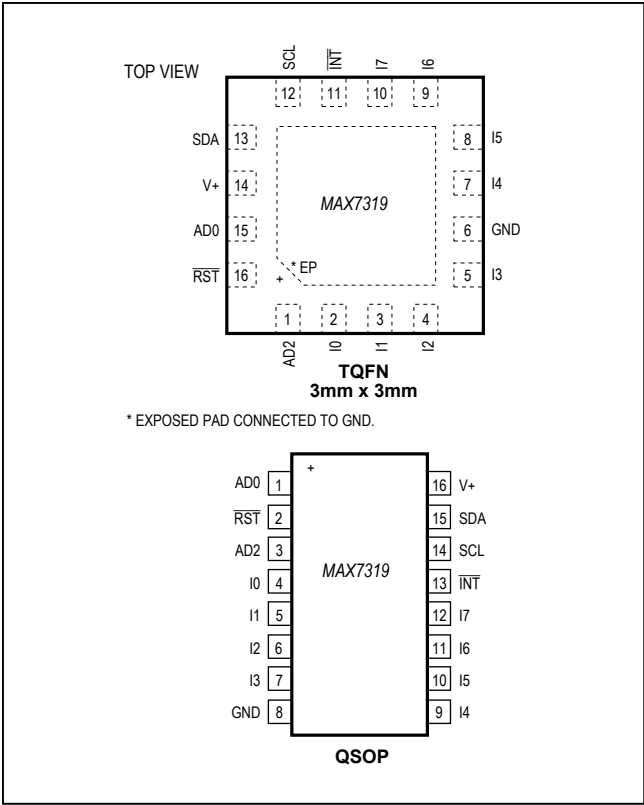 TOP VIEW
SCL
INT
I7
I6
12
11
10
9
SDA 13
8 I5
V+ 14
7 I4
MAX7319
AD0 15
6 GND
RST 16
5 I3
* EP
+
1
2
3
4
AD2
I0
I1
I2
TQFN
3mm x 3mm
* EXPOSED PAD CONNECTED TO GND.
+
AD0 1
16 V+
RST 2
15 SDA
AD2 3
14 SCL
MAX7319
I0 4
13 INT
I1 5
12 I7
I2 6
11 I6
I3 7
10 I5
GND 8
9 I4
QSOP